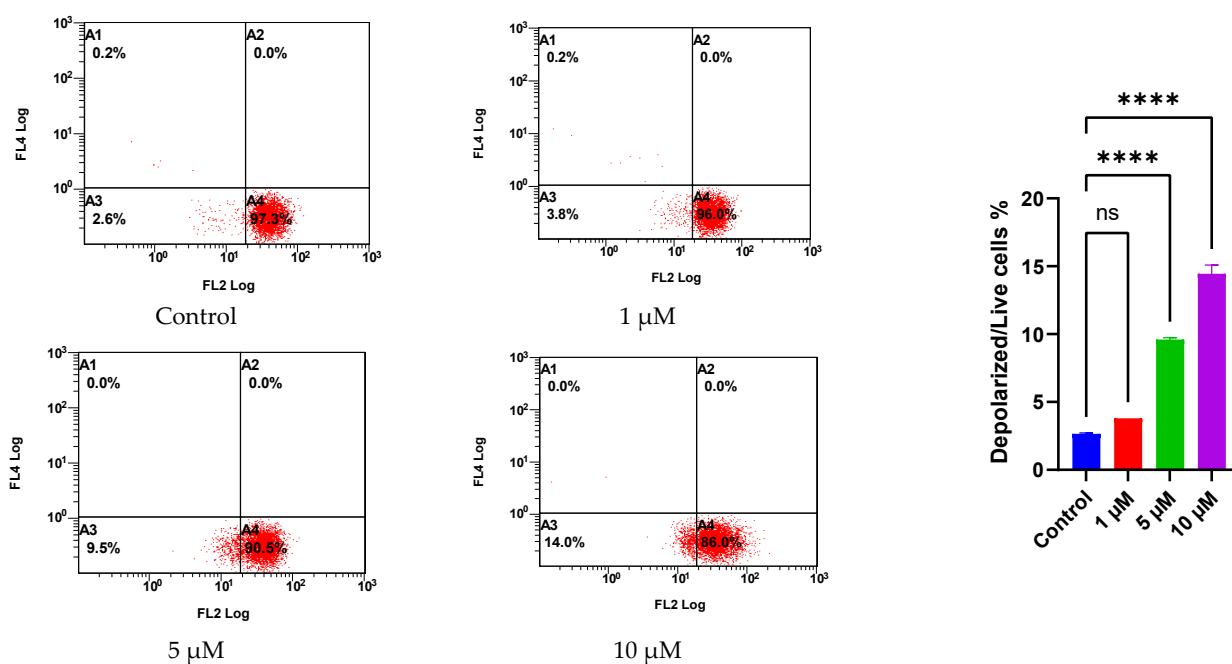 10³
A1
0.2%
A2
0.0%
10²
FL4 Log
10¹
10⁰
A3
2.6%
A4
97.3%
10⁰ 10¹ 10² 10³
FL2 Log
Control
10³
A1
0.2%
A2
0.0%
10²
FL4 Log
10¹
10⁰
A3
3.8%
A4
96.0%
10⁰ 10¹ 10² 10³
FL2 Log
1 µM
10³
A1
0.0%
A2
0.0%
10²
FL4 Log
10¹
10⁰
A3
9.5%
A4
90.5%
10⁰ 10¹ 10² 10³
FL2 Log
5 µM
10³
A1
0.0%
A2
0.0%
10²
FL4 Log
10¹
10⁰
A3
14.0%
A4
86.0%
10⁰ 10¹ 10² 10³
FL2 Log
10 µM
****
****
ns
Depolarized/Live cells %
20
15
10
5
0
Control
1 µM
5 µM
10 µM